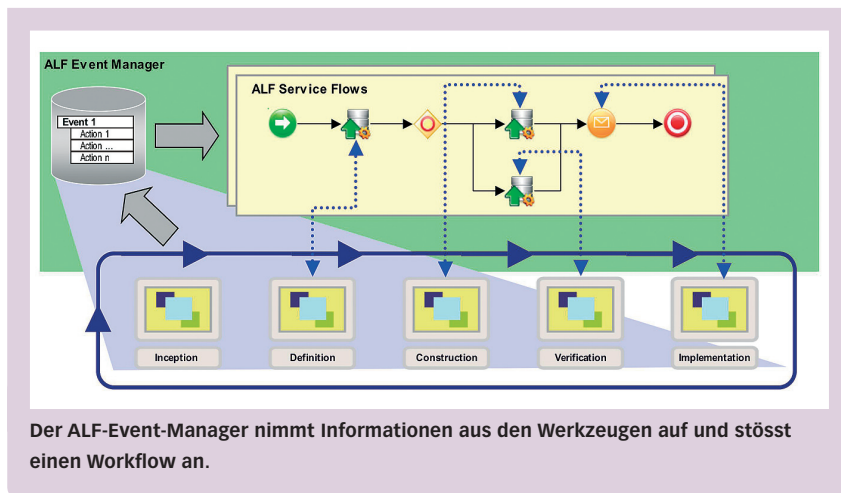 ALF Event Manager
ALF Service Flows
Event 1
Action 1
Action ...
Action n
Inception
Definition
Construction
Verification
Implementation
Der ALF-Event-Manager nimmt Informationen aus den Werkzeugen auf und stösst
einen Workflow an.